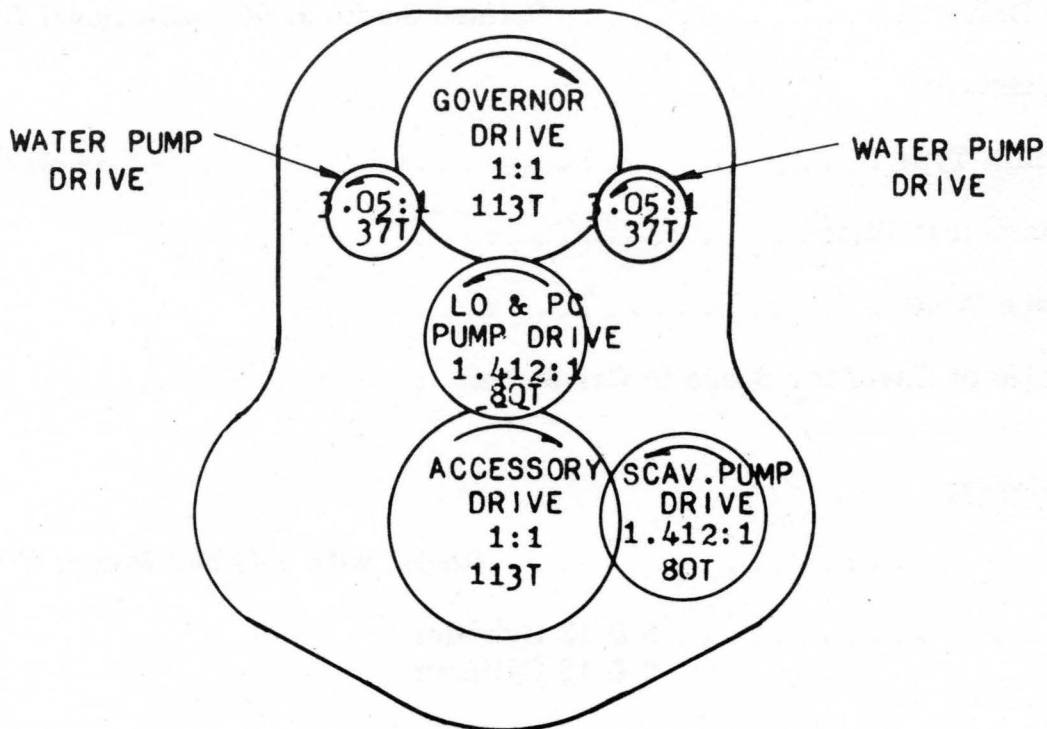 GOVERNOR
DRIVE
1:1
113T
WATER PUMP
DRIVE
3.05:1
37T
WATER PUMP
DRIVE
3.05:1
37T
LO & PC
PUMP DRIVE
1.412:1
80T
ACCESSORY
DRIVE
1:1
113T
SCAV. PUMP
DRIVE
1.412:1
80T